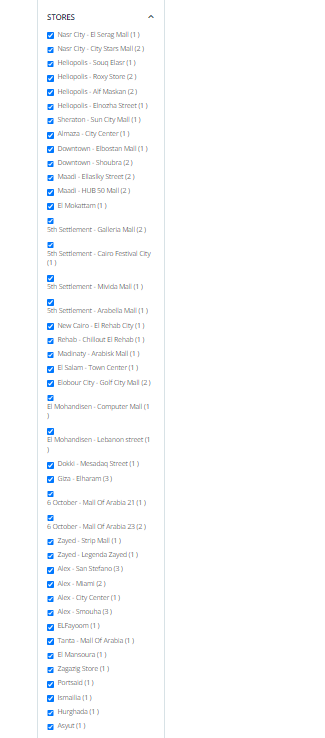 STORES
Nasr City - El Serag Mall (1 )
Nasr City - City Stars Mall (2 )
Heliopolis - Souq Elasr (1 )
Heliopolis - Roxy Store (2 )
Heliopolis - Alf Maskan (2 )
Heliopolis - Elnozha Street (1 )
Sheraton - Sun City Mall (1 )
Almaza - City Center (1 )
Downtown - Elbostan Mall (1 )
Downtown - Shoubra (2 )
Maadi - Ellasilky Street (2 )
Maadi - HUB 50 Mall (2 )
El Mokattam (1 )
5th Settlement - Galleria Mall (2 )
5th Settlement - Cairo Festival City
(1 )
5th Settlement - Mivida Mall (1 )
5th Settlement - Arabella Mall (1 )
New Cairo - El Rehab City (1 )
Rehab - Chillout El Rehab (1 )
Madinaty - Arabisk Mall (1 )
El Salam - Town Center (1 )
Elobour City - Golf City Mall (2 )
El Mohandisen - Computer Mall (1
)
El Mohandisen - Lebanon street (1
)
Dokki - Mesadaq Street (1 )
Giza - Elharam (3 )
6 October - Mall Of Arabia 21 (1 )
6 October - Mall Of Arabia 23 (2 )
Zayed - Strip Mall (1 )
Zayed - Legenda Zayed (1 )
Alex - San Stefano (3 )
Alex - Miami (2 )
Alex - City Center (1 )
Alex - Smouha (3 )
ELFayoom (1 )
Tanta - Mall Of Arabia (1 )
El Mansoura (1 )
Zagazig Store (1 )
Portsaid (1 )
Ismailia (1 )
Hurghada (1 )
Asyut (1 )